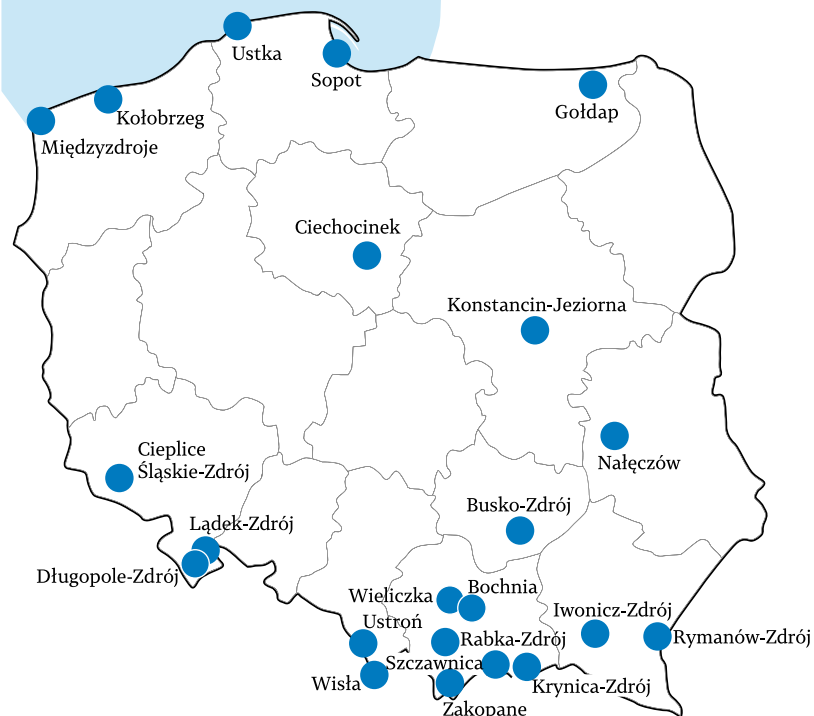 Ustka
Sopot
Gołdap
Kołobrzeg
Międzyzdroje
Ciechocinek
Konstancin-Jeziorna
Cieplice
Śląskie-Zdrój
Nałęczów
Busko-Zdrój
Lądek-Zdrój
Długopole-Zdrój
Wieliczka
Bochnia
Iwonicz-Zdrój
Ustroń
Rabka-Zdrój
Rymanów-Zdrój
Szczawnica
Wisła
Krynica-Zdrój
Zakopane